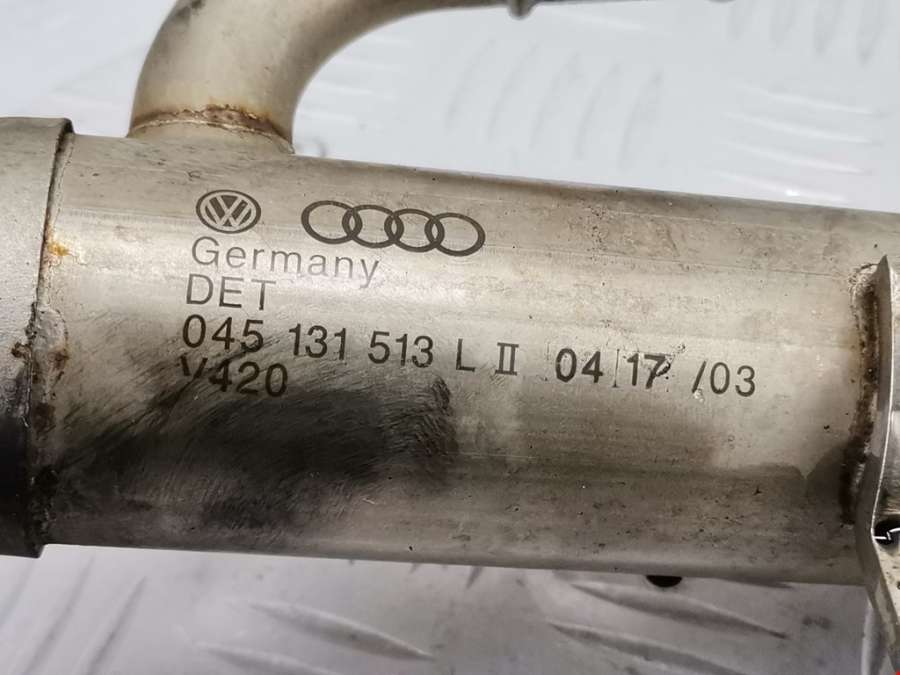 Germany
DET
045 131 513 L II 04 17 /03
V420